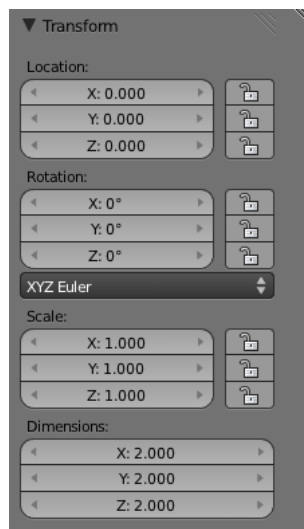 Transform
Location:
X: 0.000
Y: 0.000
Z: 0.000
Rotation:
X: 0°
Y: 0°
Z: 0°
XYZ Euler
Scale:
X: 1.000
Y: 1.000
Z: 1.000
Dimensions:
X: 2.000
Y: 2.000
Z: 2.000